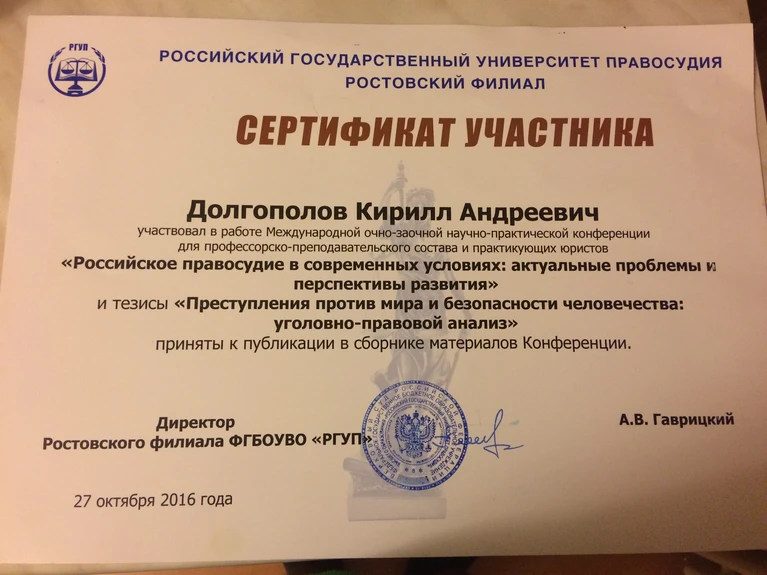 РГУП
РОССИЙСКИЙ ГОСУДАРСТВЕННЫЙ УНИВЕРСИТЕТ ПРАВОСУДИЯ
РОСТОВСКИЙ ФИЛИАЛ
СЕРТИФИКАТ УЧАСТНИКА
Долгополов Кирилл Андреевич
участвовал в работе Международной очно-заочной научно-практической конференции
для профессорско-преподавательского состава и практикующих юристов
«Российское правосудие в современных условиях: актуальные проблемы и
перспективы развития»
и тезисы «Преступления против мира и безопасности человечества:
уголовно-правовой анализ»
приняты к публикации в сборнике материалов Конференции.
Директор
Ростовского филиала ФГБОУВО «РГУП»
А.В. Гаврицкий
27 октября 2016 года